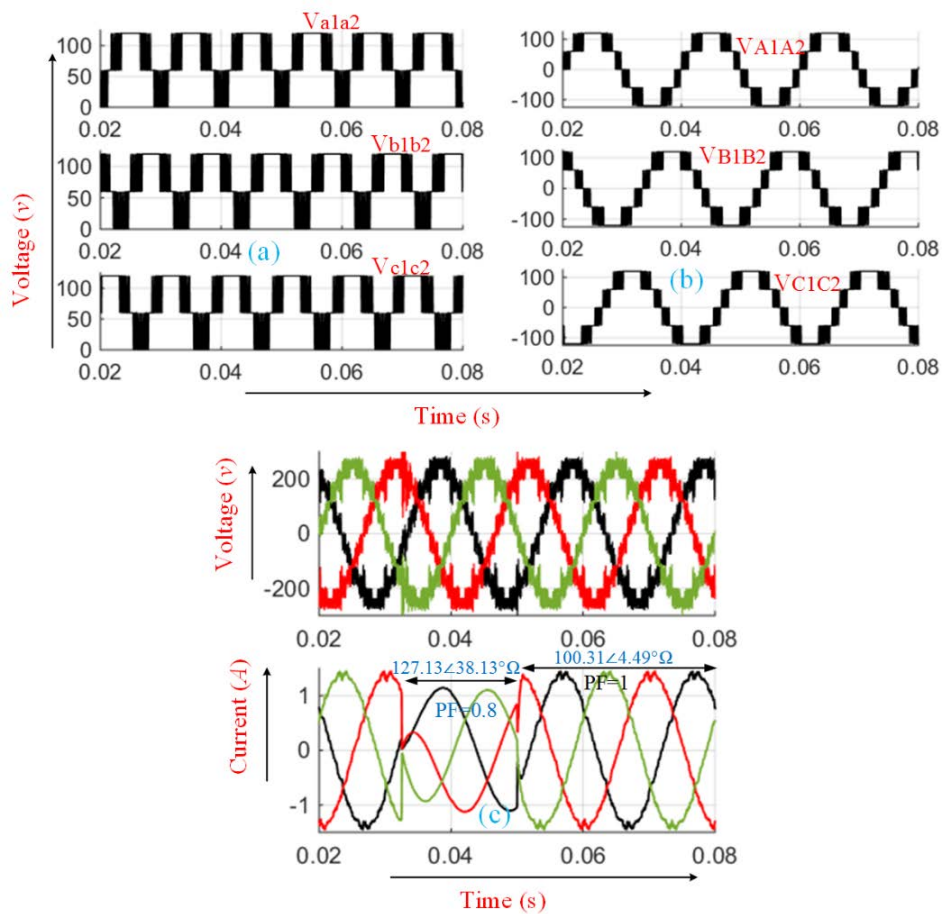 Va1a2
100
50
0
0.02 0.04 0.06 0.08
Vb1b2
100
50
0
0.02 0.04 0.06 0.08
(a)
Vc1c2
100
50
0
0.02 0.04 0.06 0.08
Voltage (v)
VA1A2
100
0
-100
0.02 0.04 0.06 0.08
VB1B2
100
0
-100
0.02 0.04 0.06 0.08
(b)
VC1C2
100
0
-100
0.02 0.04 0.06 0.08
Time (s)
Voltage (v)
200
0
-200
0.02 0.04 0.06 0.08
Current (A)
127.13∠38.13°Ω
100.31∠4.49°Ω
PF=0.8
PF=1
1
0
-1
(c)
0.02 0.04 0.06 0.08
Time (s)